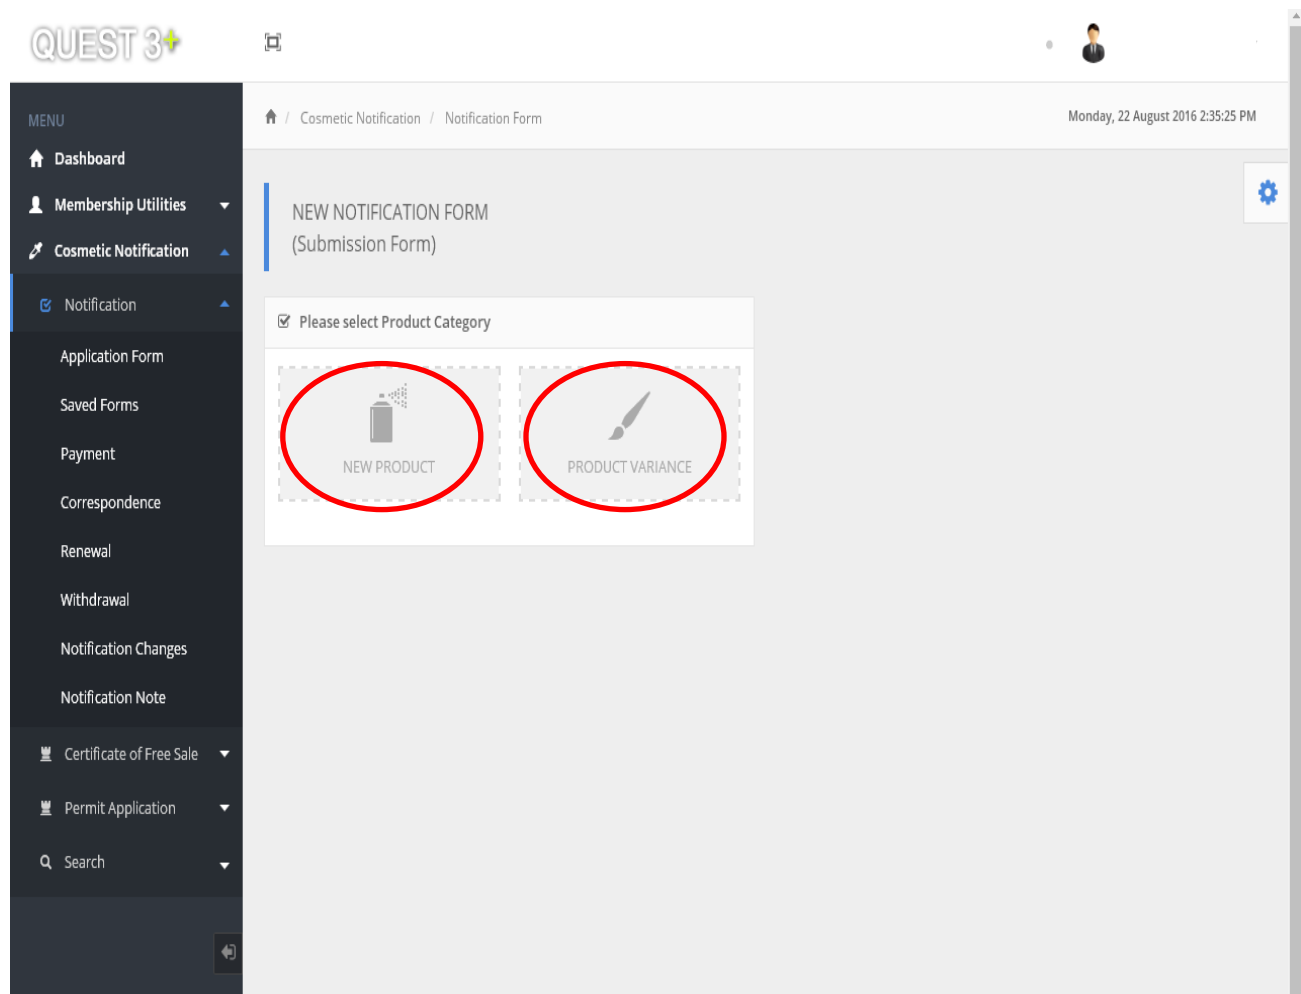 QUEST 3+
MENU
Dashboard
Membership Utilities
Cosmetic Notification
Notification
Application Form
Saved Forms
Payment
Correspondence
Renewal
Withdrawal
Notification Changes
Notification Note
Certificate of Free Sale
Permit Application
Search
/ Cosmetic Notification / Notification Form
Monday, 22 August 2016 2:35:25 PM
NEW NOTIFICATION FORM
(Submission Form)
Please select Product Category
NEW PRODUCT
PRODUCT VARIANCE